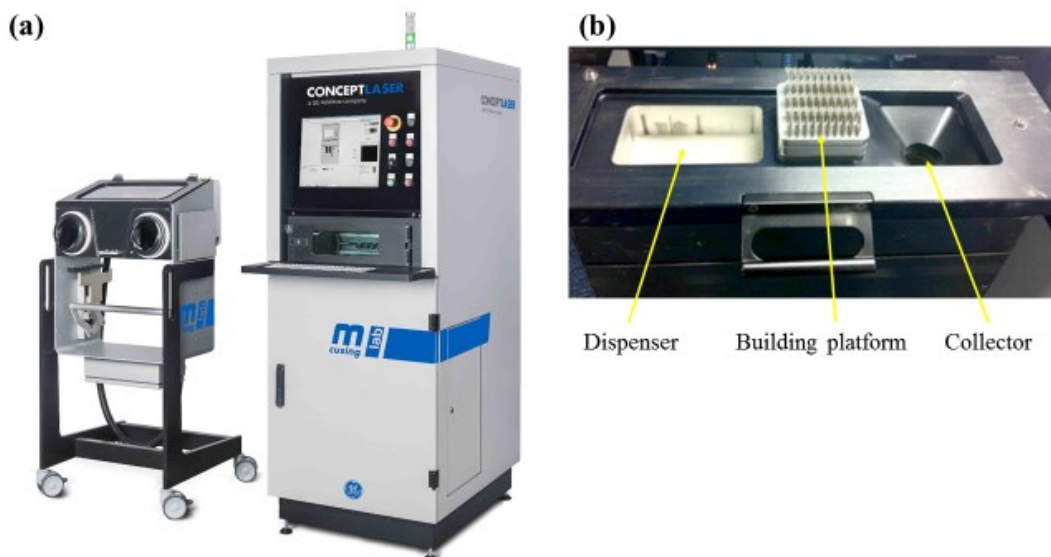 (a)
CONCEPTLASER
a GE Additive company
CONCEPTLASER
m
lab
cusing
lab
(b)
Dispenser
Building platform
Collector